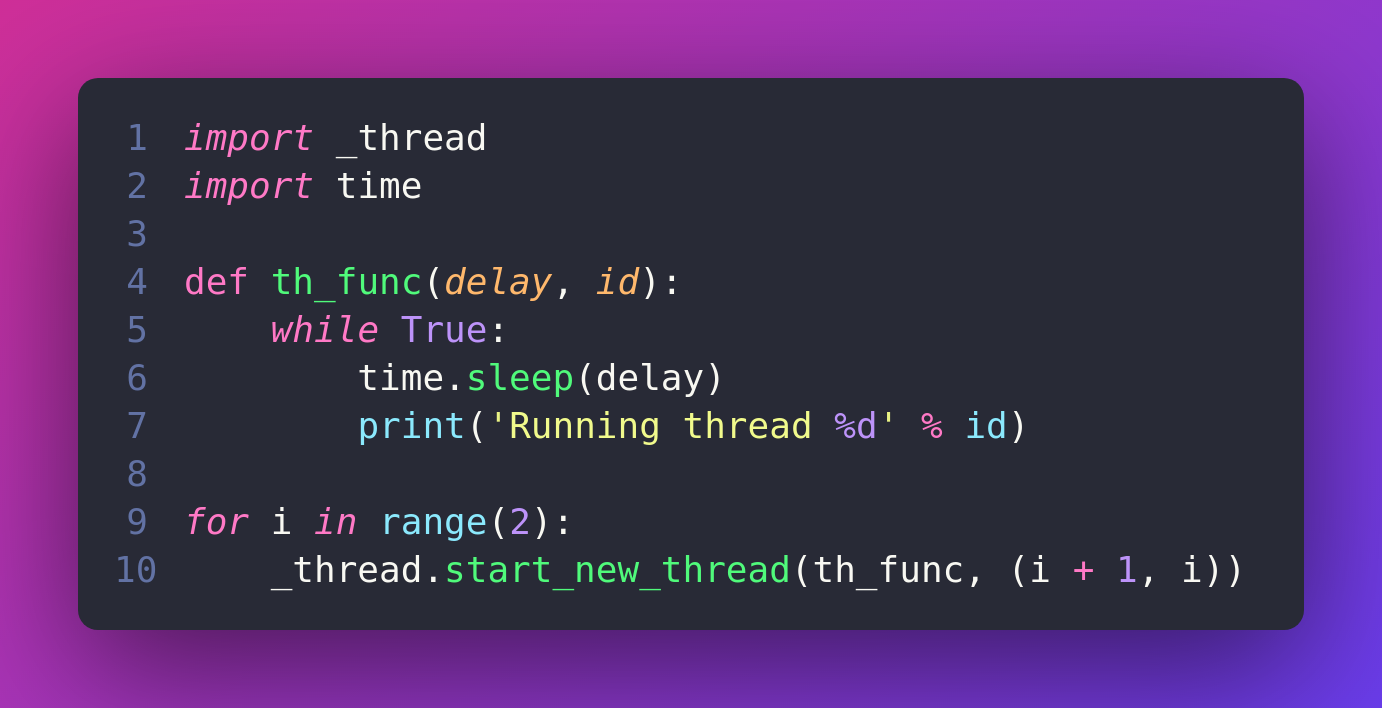 1 import _thread
2 import time
3
4 def th_func(delay, id):
5     while True:
6         time.sleep(delay)
7         print('Running thread %d' % id)
8
9 for i in range(2):
10     _thread.start_new_thread(th_func, (i + 1, i))